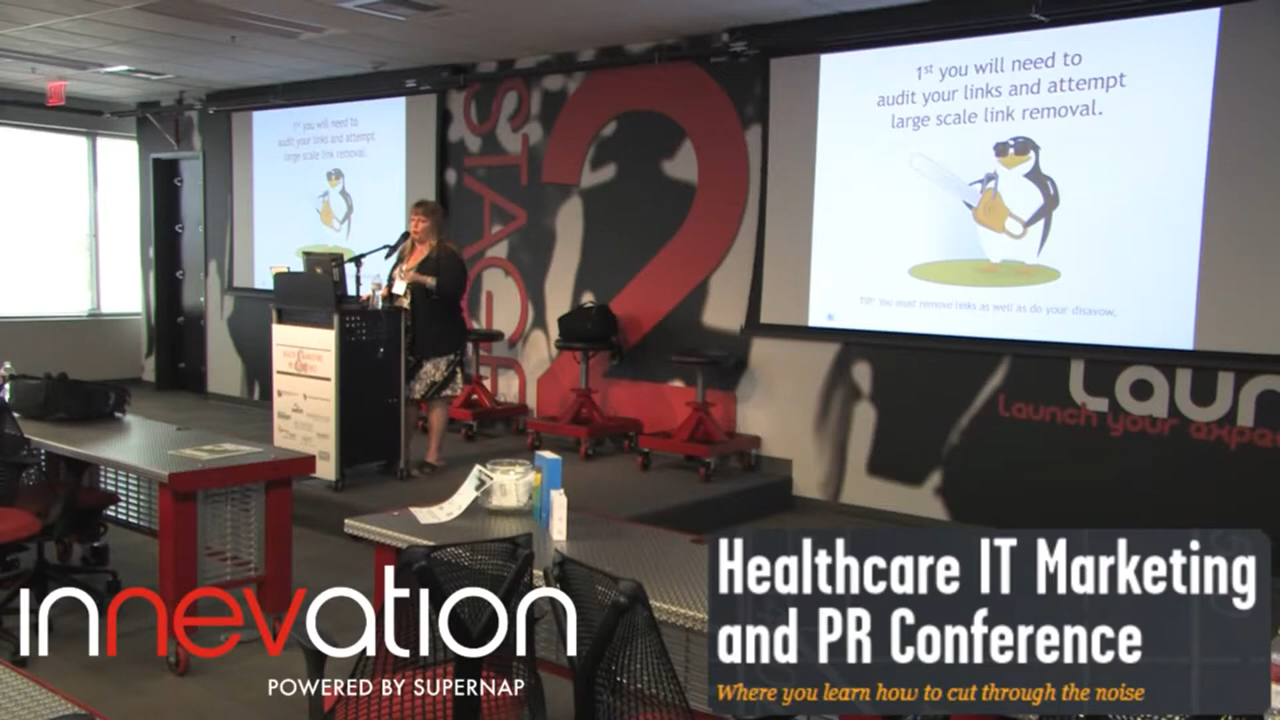 1st you will need to
audit your links and attempt
large scale link removal.
1st you will need to
audit your links and attempt
large scale link removal.
TIP! You must remove links as well as do your disavow.
STAGE
2
Laun
Launch your expe
innevation
POWERED BY SUPERNAP
Healthcare IT Marketing
and PR Conference
Where you learn how to cut through the noise